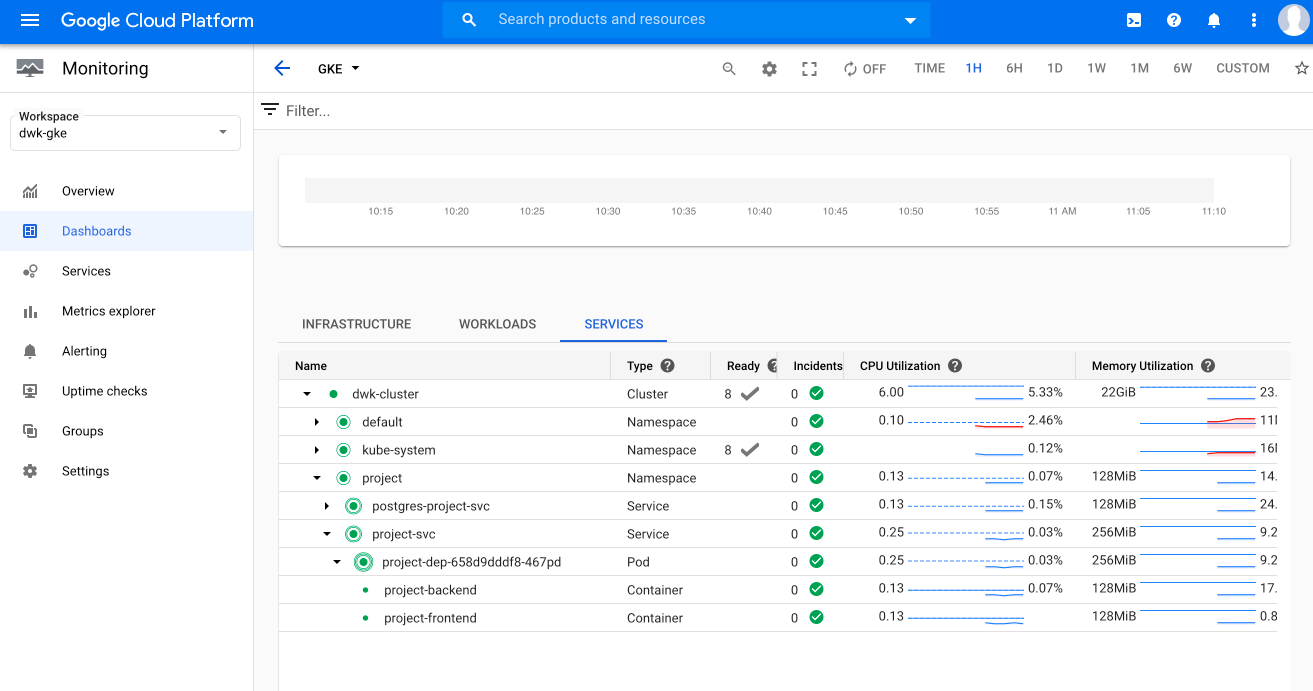 Google Cloud Platform
Search products and resources
Monitoring
GKE
OFF TIME 1H 6H 1D 1W 1M 6W CUSTOM
Workspace
dwk-gke
Filter...
Overview
Dashboards
Services
Metrics explorer
Alerting
Uptime checks
Groups
Settings
10:15 10:20 10:25 10:30 10:35 10:40 10:45 10:50 10:55 11 AM 11:05 11:10
INFRASTRUCTURE WORKLOADS SERVICES
Name Type Ready Incidents CPU Utilization Memory Utilization
dwk-cluster Cluster 8 0 6.00 5.33% 22GiB 23.
default Namespace 0 0.10 2.46%
kube-system Namespace 8 0 0.12%
project Namespace 0 0.13 0.07% 128MiB 14.
postgres-project-svc Service 0 0.13 0.15% 128MiB 24.
project-svc Service 0 0.25 0.03% 256MiB 9.2
project-dep-658d9dddf8-467pd Pod 0 0.25 0.03% 256MiB 9.2
project-backend Container 0 0.13 0.07% 128MiB 17.
project-frontend Container 0 0.13 128MiB 0.8